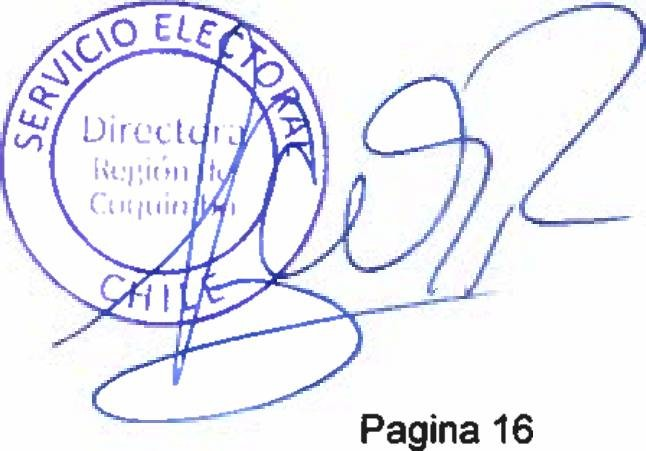 SERVICIO ELECTORAL
Directora
Región de
Coquimbo
CHILE
Pagina 16